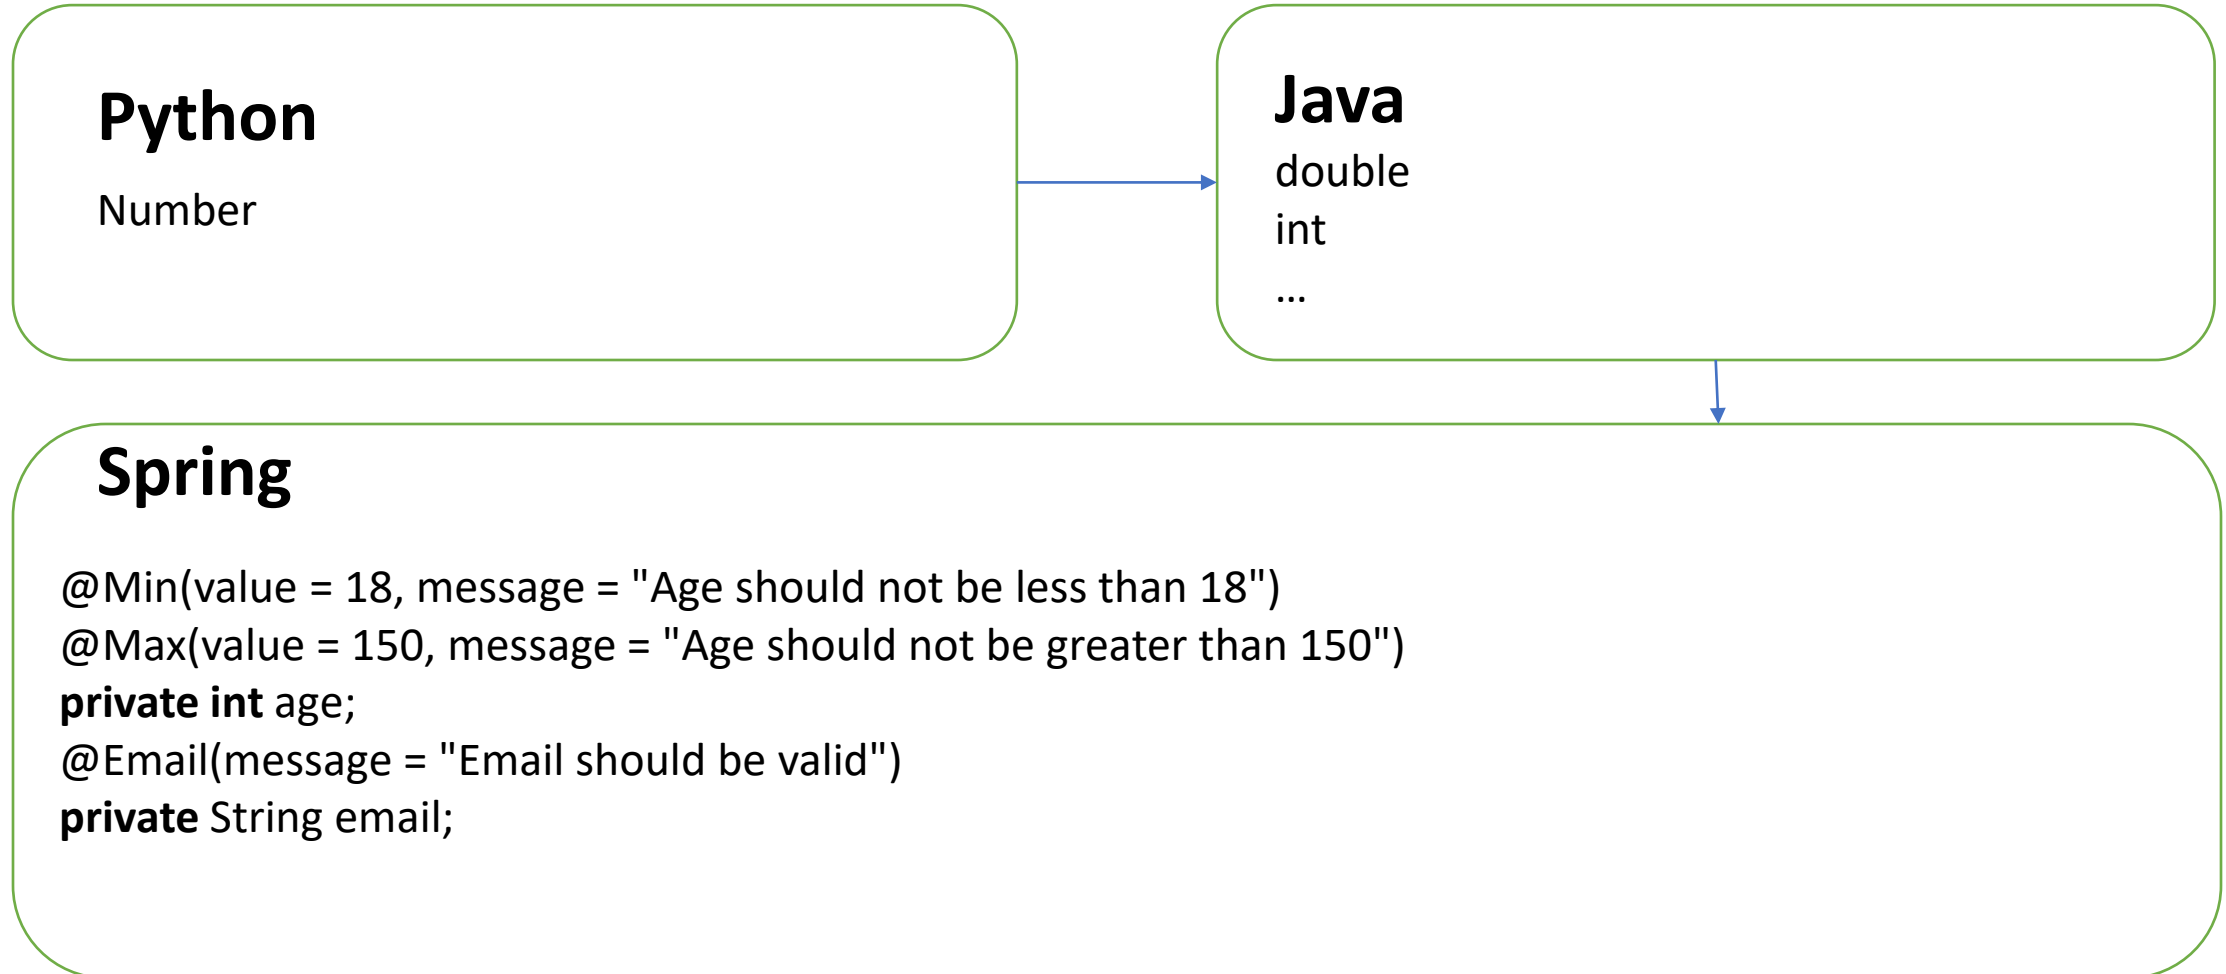 Python
Number
Java
double
int
...
Spring
@Min(value = 18, message = "Age should not be less than 18")
@Max(value = 150, message = "Age should not be greater than 150")
private int age;
@Email(message = "Email should be valid")
private String email;